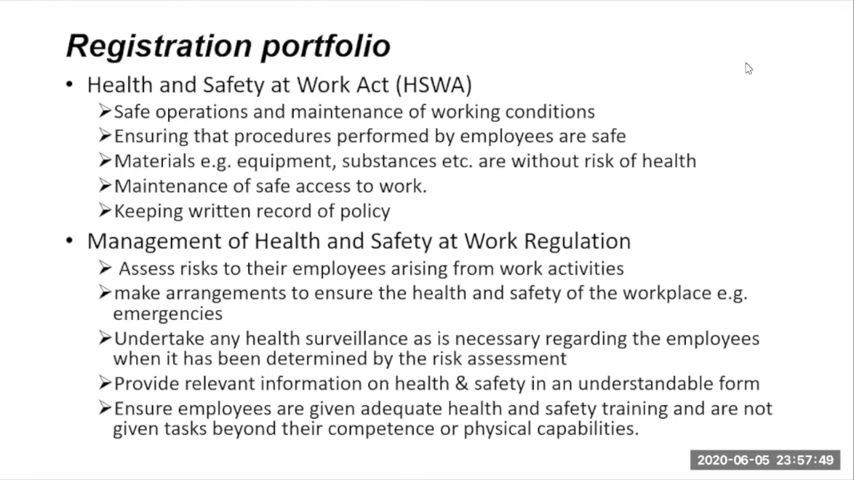 Registration portfolio
• Health and Safety at Work Act (HSWA)
➢Safe operations and maintenance of working conditions
➢Ensuring that procedures performed by employees are safe
➢Materials e.g. equipment, substances etc. are without risk of health
➢Maintenance of safe access to work.
➢Keeping written record of policy
• Management of Health and Safety at Work Regulation
➢ Assess risks to their employees arising from work activities
➢make arrangements to ensure the health and safety of the workplace e.g.
emergencies
➢Undertake any health surveillance as is necessary regarding the employees
when it has been determined by the risk assessment
➢Provide relevant information on health & safety in an understandable form
➢Ensure employees are given adequate health and safety training and are not
given tasks beyond their competence or physical capabilities.
2020-06-05 23:57:49